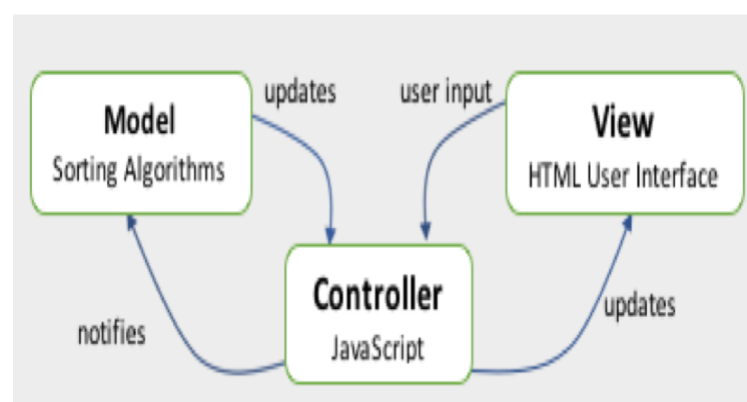 updates
user input
Model
Sorting Algorithms
View
HTML User Interface
Controller
JavaScript
notifies
updates